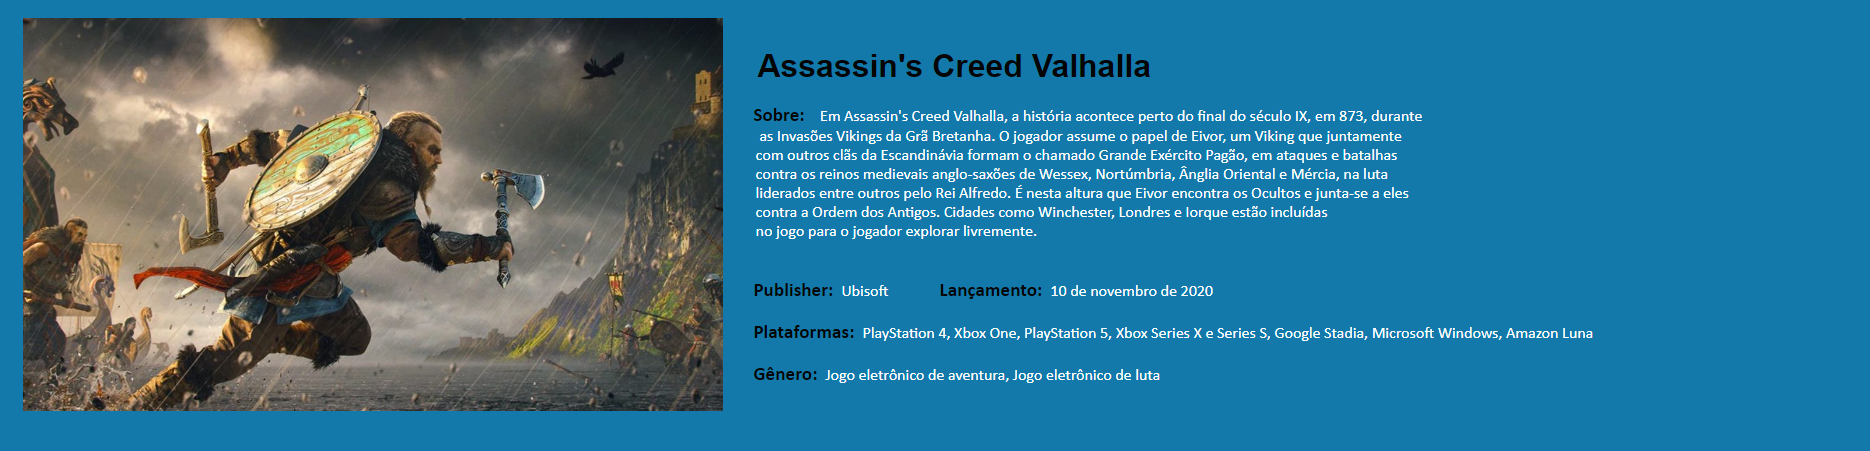 Assassin's Creed Valhalla
Sobre: Em Assassin's Creed Valhalla, a história acontece perto do final do século IX, em 873, durante
as Invasões Vikings da Grã Bretanha. O jogador assume o papel de Eivor, um Viking que juntamente
com outros clãs da Escandinávia formam o chamado Grande Exército Pagão, em ataques e batalhas
contra os reinos medievais anglo-saxões de Wessex, Nortúmbria, Ânglia Oriental e Mércia, na luta
liderados entre outros pelo Rei Alfredo. É nesta altura que Eivor encontra os Ocultos e junta-se a eles
contra a Ordem dos Antigos. Cidades como Winchester, Londres e Iorque estão incluídas
no jogo para o jogador explorar livremente.
Publisher: Ubisoft Lançamento: 10 de novembro de 2020
Plataformas: PlayStation 4, Xbox One, PlayStation 5, Xbox Series X e Series S, Google Stadia, Microsoft Windows, Amazon Luna
Gênero: Jogo eletrônico de aventura, Jogo eletrônico de luta